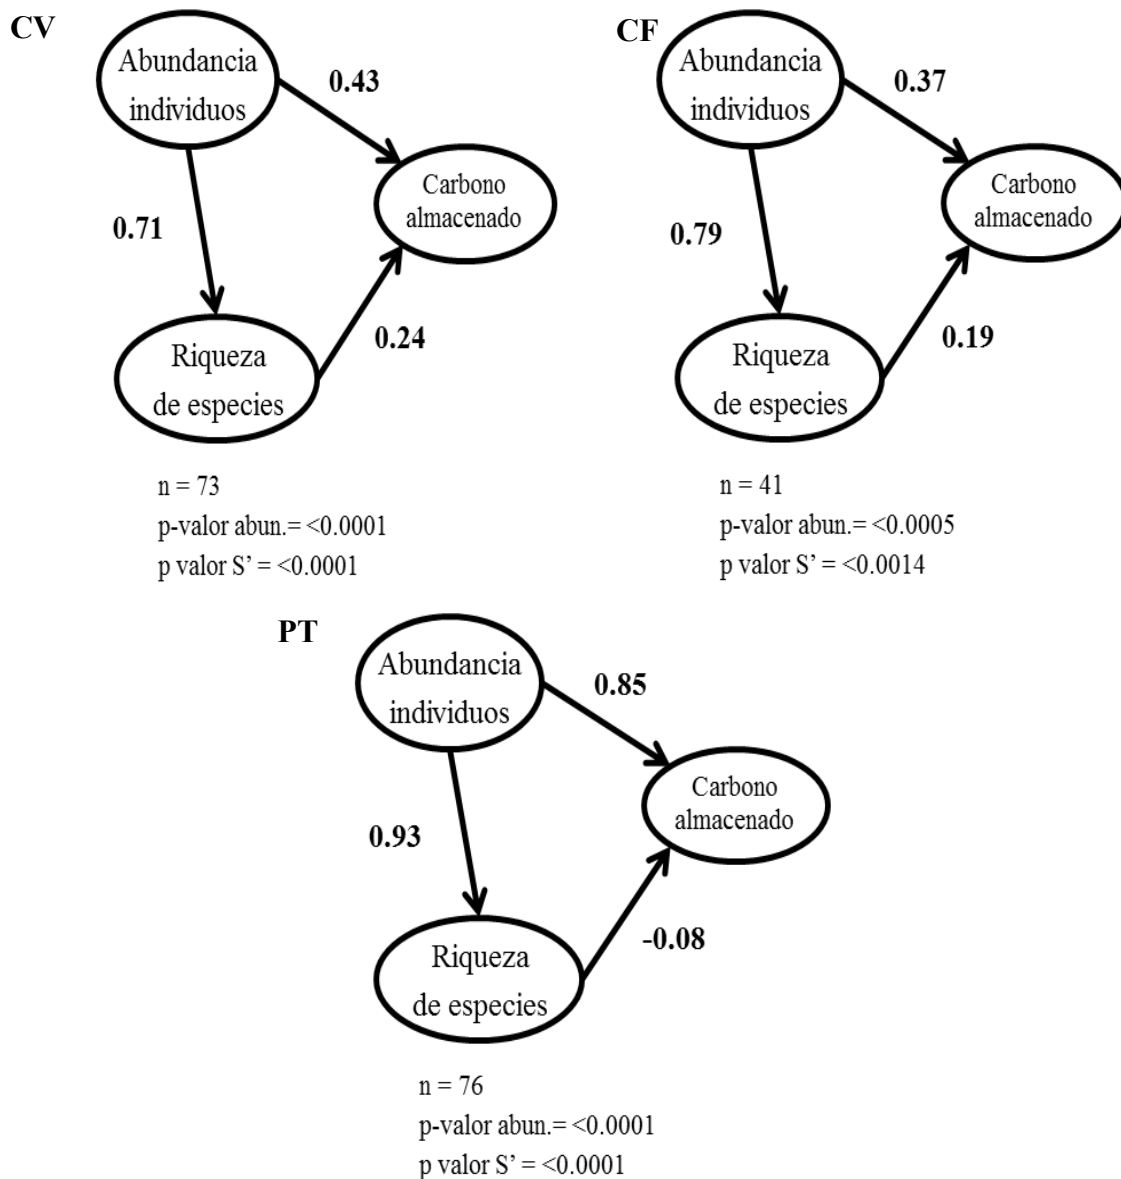 CV
Abundancia
individuos
0.43
Carbono
almacenado
0.71
Riqueza
de especies
0.24
n = 73
p-valor abun.= <0.0001
p valor S’ = <0.0001
CF
Abundancia
individuos
0.37
Carbono
almacenado
0.79
Riqueza
de especies
0.19
n = 41
p-valor abun.= <0.0005
p valor S’ = <0.0014
PT
Abundancia
individuos
0.85
Carbono
almacenado
0.93
Riqueza
de especies
-0.08
n = 76
p-valor abun.= <0.0001
p valor S’ = <0.0001